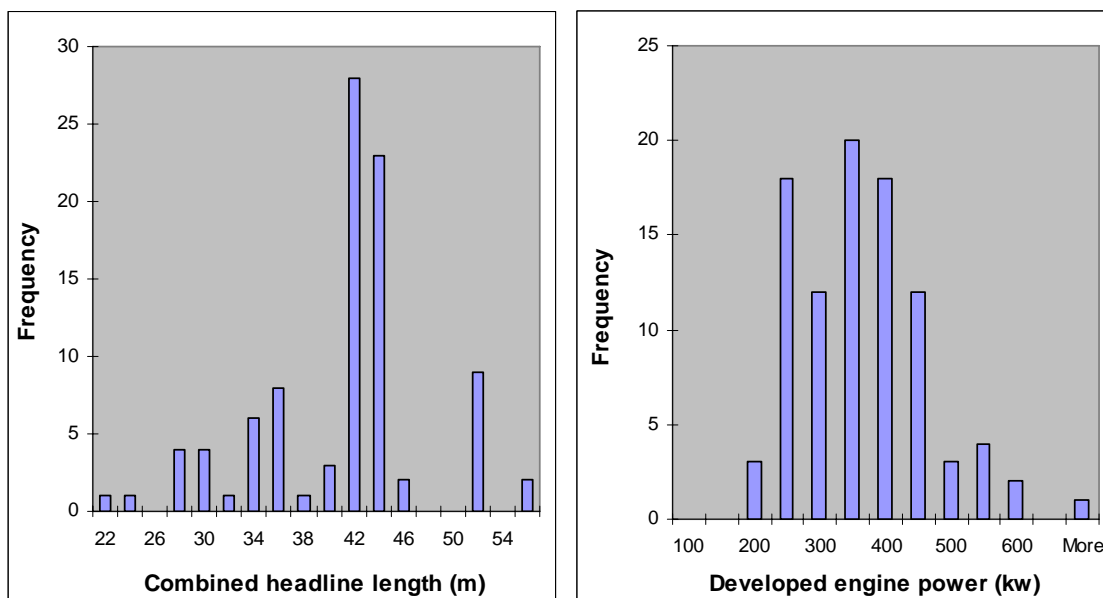 30
25
20
15
10
5
0
Frequency
22 26 30 34 38 42 46 50 54
Combined headline length (m)
25
20
15
10
5
0
Frequency
100 200 300 400 500 600 More
Developed engine power (kw)